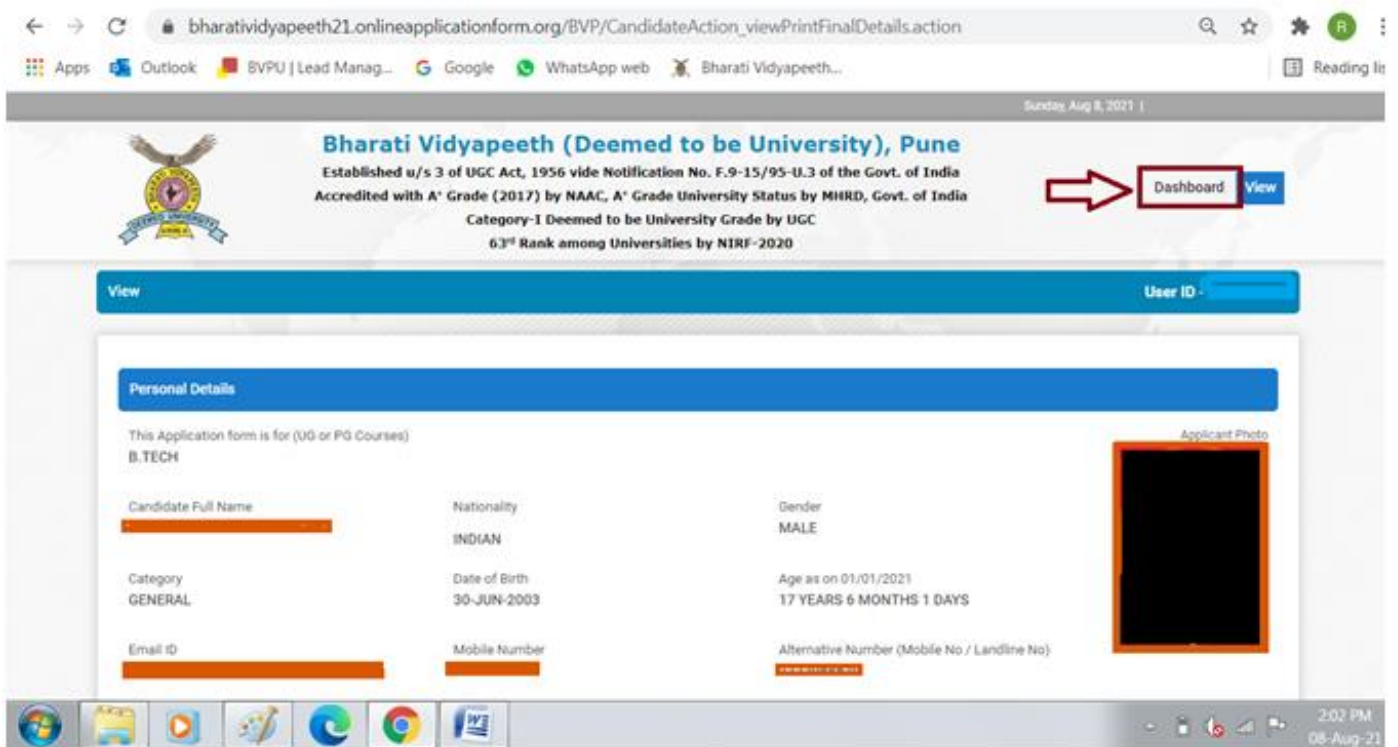 bharatividyapeeth21.onlineapplicationform.org/BVP/CandidateAction_viewPrintFinalDetails.action
R
Apps Outlook BVPU | Lead Manag... Google WhatsApp web Bharati Vidyapeeth... Reading lis
Sunday, Aug 8, 2021 |
Bharati Vidyapeeth (Deemed to be University), Pune
Established u/s 3 of UGC Act, 1956 vide Notification No. F.9-15/95-U.3 of the Govt. of India
Accredited with A⁺ Grade (2017) by NAAC, A⁺ Grade University Status by MHRD, Govt. of India
Category-I Deemed to be University Grade by UGC
63rd Rank among Universities by NIRF-2020
Dashboard View
View User ID -
Personal Details
This Application form is for (UG or PG Courses) Applicant Photo
B.TECH
Candidate Full Name Nationality Gender
INDIAN MALE
Category Date of Birth Age as on 01/01/2021
GENERAL 30-JUN-2003 17 YEARS 6 MONTHS 1 DAYS
Email ID Mobile Number Alternative Number (Mobile No / Landline No)
2:02 PM
08-Aug-21